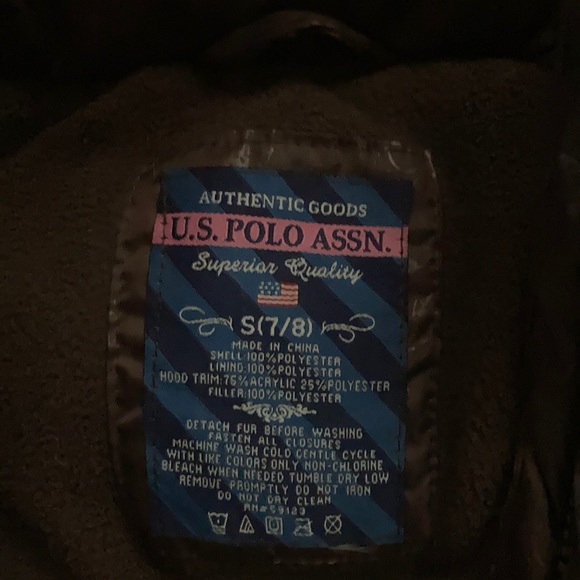 AUTHENTIC GOODS
U.S. POLO ASSN.
Superior Quality
S(7/8)
MADE IN CHINA
SHELL:100%POLYESTER
LINING:100%POLYESTER
HOOD TRIM:75%ACRYLIC 25%POLYESTER
FILLER:100%POLYESTER
DETACH FUR BEFORE WASHING
FASTEN ALL CLOSURES
MACHINE WASH COLD GENTLE CYCLE
WITH LIKE COLORS ONLY NON-CHLORINE
BLEACH WHEN NEEDED TUMBLE DRY LOW
REMOVE PROMPTLY DO NOT IRON
DO NOT DRY CLEAN
RN#59123